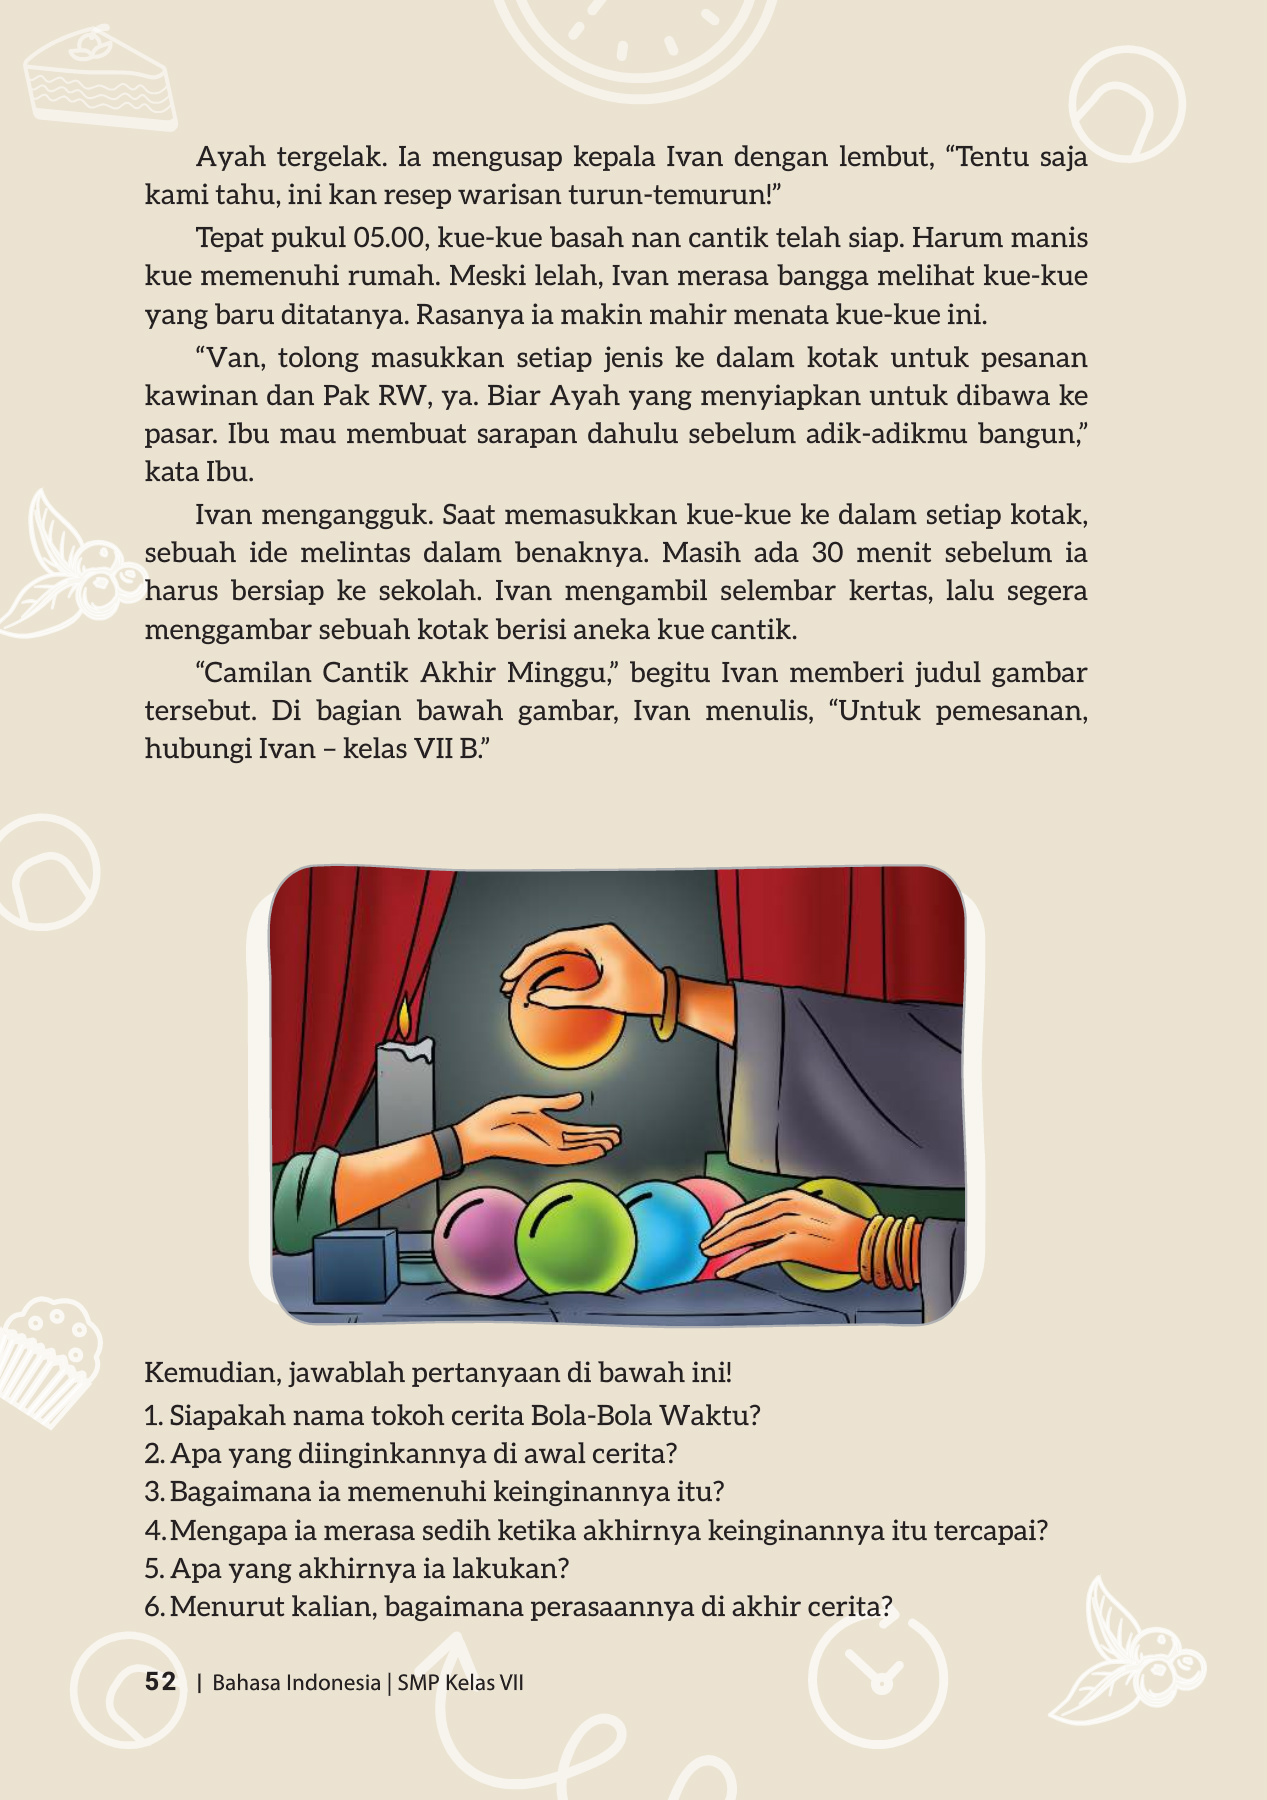 Ayah tergelak. Ia mengusap kepala Ivan dengan lembut, “Tentu saja
kami tahu, ini kan resep warisan turun-temurun!”
Tepat pukul 05.00, kue-kue basah nan cantik telah siap. Harum manis
kue memenuhi rumah. Meski lelah, Ivan merasa bangga melihat kue-kue
yang baru ditatanya. Rasanya ia makin mahir menata kue-kue ini.
“Van, tolong masukkan setiap jenis ke dalam kotak untuk pesanan
kawinan dan Pak RW, ya. Biar Ayah yang menyiapkan untuk dibawa ke
pasar. Ibu mau membuat sarapan dahulu sebelum adik-adikmu bangun,”
kata Ibu.
Ivan mengangguk. Saat memasukkan kue-kue ke dalam setiap kotak,
sebuah ide melintas dalam benaknya. Masih ada 30 menit sebelum ia
harus bersiap ke sekolah. Ivan mengambil selembar kertas, lalu segera
menggambar sebuah kotak berisi aneka kue cantik.
“Camilan Cantik Akhir Minggu,” begitu Ivan memberi judul gambar
tersebut. Di bagian bawah gambar, Ivan menulis, “Untuk pemesanan,
hubungi Ivan – kelas VII B.”
Kemudian, jawablah pertanyaan di bawah ini!
1. Siapakah nama tokoh cerita Bola-Bola Waktu?
2. Apa yang diinginkannya di awal cerita?
3. Bagaimana ia memenuhi keinginannya itu?
4. Mengapa ia merasa sedih ketika akhirnya keinginannya itu tercapai?
5. Apa yang akhirnya ia lakukan?
6. Menurut kalian, bagaimana perasaannya di akhir cerita?
52 | Bahasa Indonesia | SMP Kelas VII